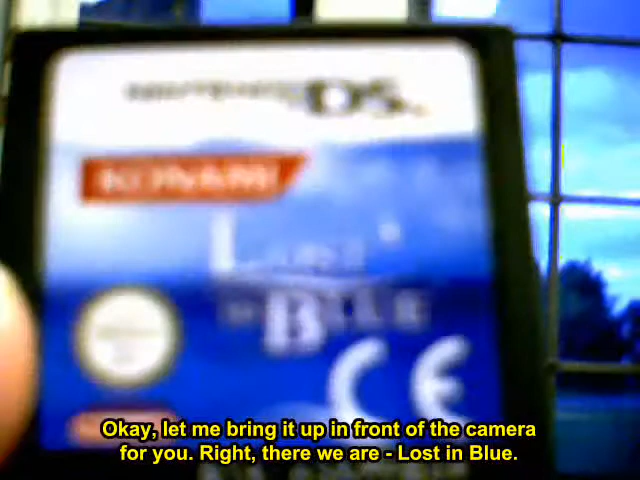 NINTENDO DS
KONAMI
LOST
IN BLUE
CE
Okay, let me bring it up in front of the camera
for you. Right, there we are - Lost in Blue.